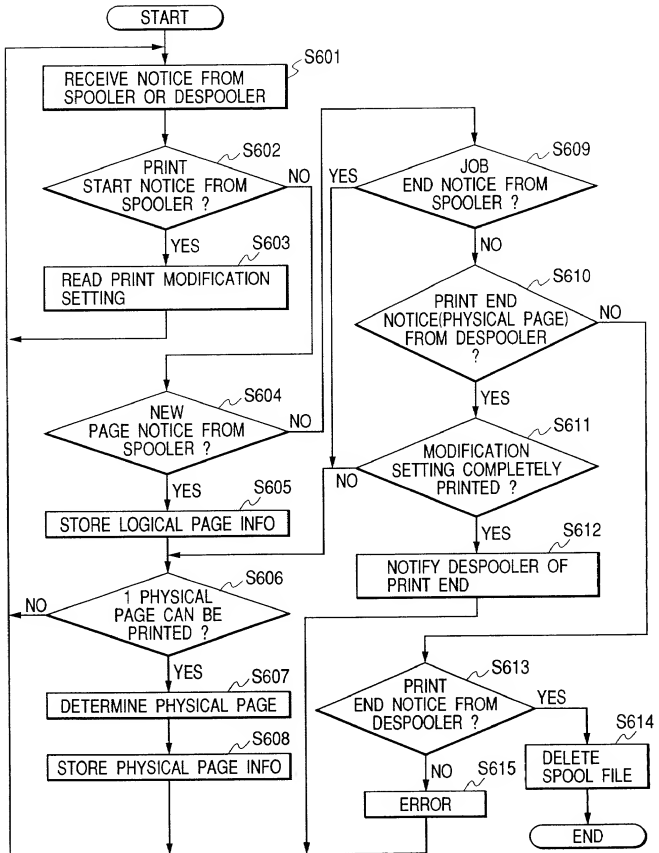 START
S601
RECEIVE NOTICE FROM
SPOOLER OR DESPOOLER
S602
PRINT
START NOTICE FROM
SPOOLER ?
NO
YES
S603
READ PRINT MODIFICATION
SETTING
S604
NEW
PAGE NOTICE FROM
SPOOLER ?
NO
YES
S605
STORE LOGICAL PAGE INFO
S606
1 PHYSICAL
PAGE CAN BE
PRINTED ?
NO
YES
S607
DETERMINE PHYSICAL PAGE
S608
STORE PHYSICAL PAGE INFO
S609
JOB
END NOTICE FROM
SPOOLER ?
YES
NO
S610
PRINT END
NOTICE(PHYSICAL PAGE)
FROM DESPOOLER
?
NO
YES
S611
MODIFICATION
SETTING COMPLETELY
PRINTED ?
NO
YES
S612
NOTIFY DESPOOLER OF
PRINT END
S613
PRINT
END NOTICE FROM
DESPOOLER ?
YES
NO
S614
DELETE
SPOOL FILE
S615
ERROR
END